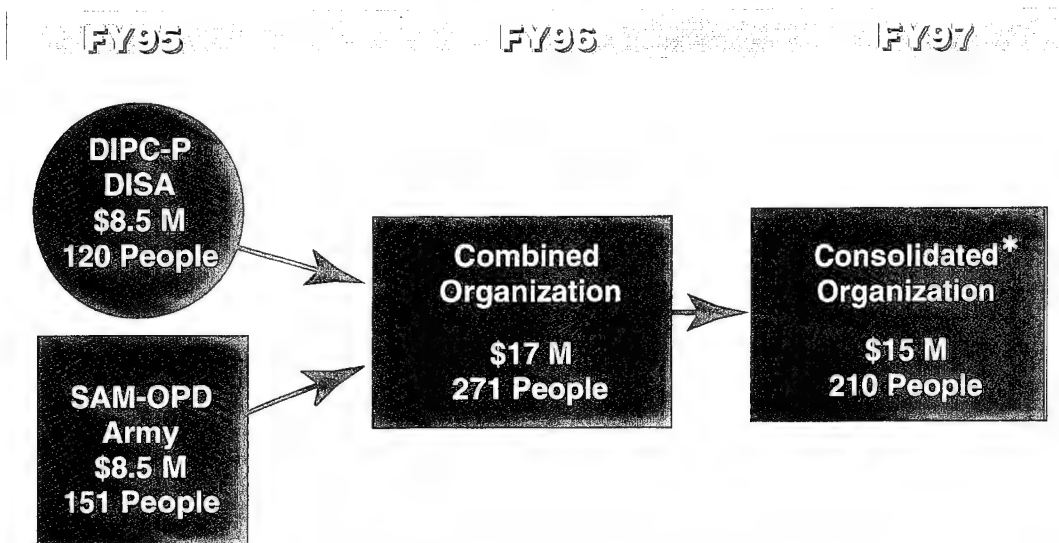 FY95
FY96
FY97
DIPC-P
DISA
$8.5 M
120 People
SAM-OPD
Army
$8.5 M
151 People
Combined
Organization
$17 M
271 People
Consolidated*
Organization
$15 M
210 People